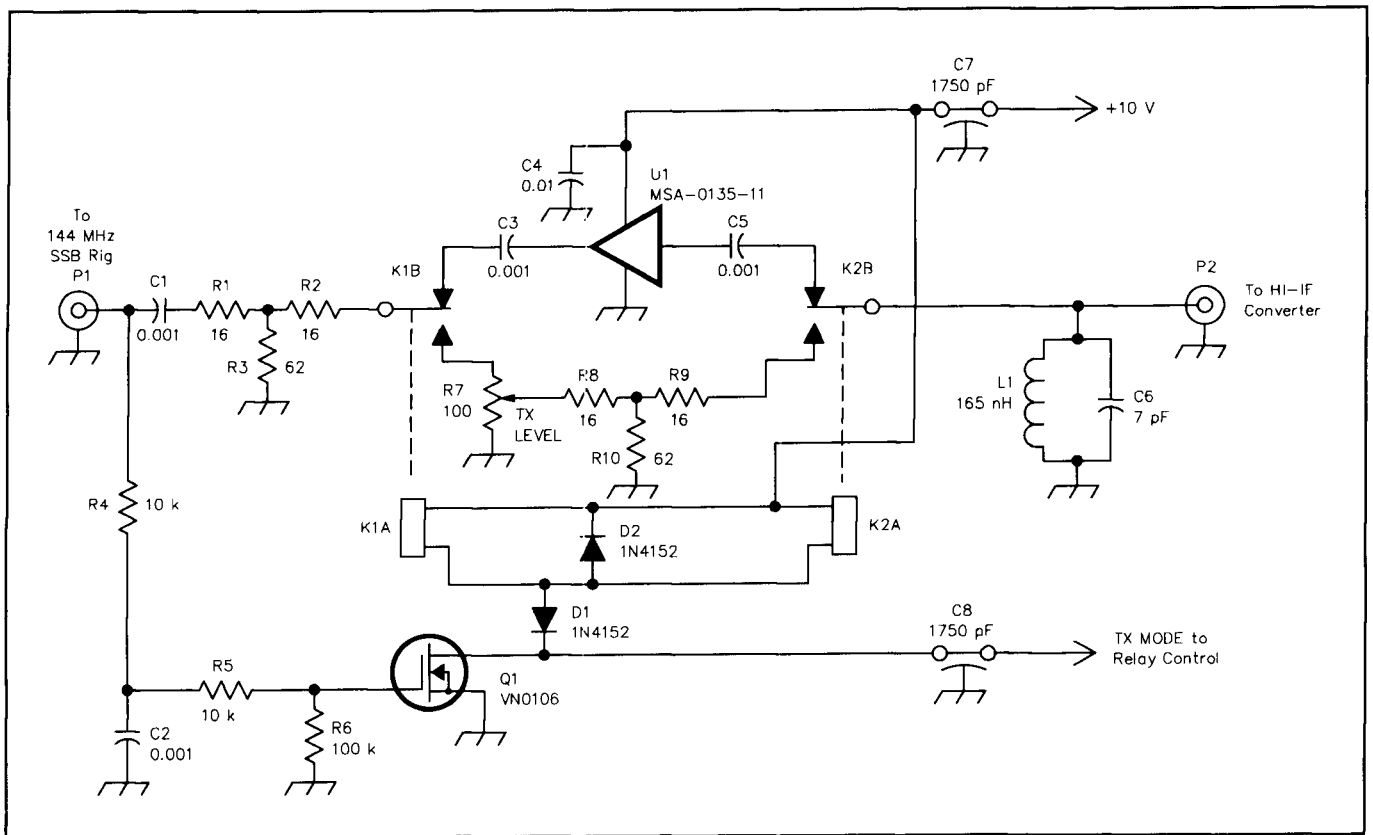 C7
1750 pF
+10 V
C4
0.01
U1
MSA-0135-11
To
144 MHz
SSB Rig
P1
C1
0.001
R1
16
R2
16
R3
62
K1B
C3
0.001
C5
0.001
K2B
P2
To HI-IF
Converter
R7
100
TX
LEVEL
R8
16
R9
16
R10
62
L1
165 nH
C6
7 pF
R4
10 k
K1A
D2
1N4152
K2A
D1
1N4152
C8
1750 pF
TX MODE to
Relay Control
R5
10 k
Q1
VN0106
C2
0.001
R6
100 k